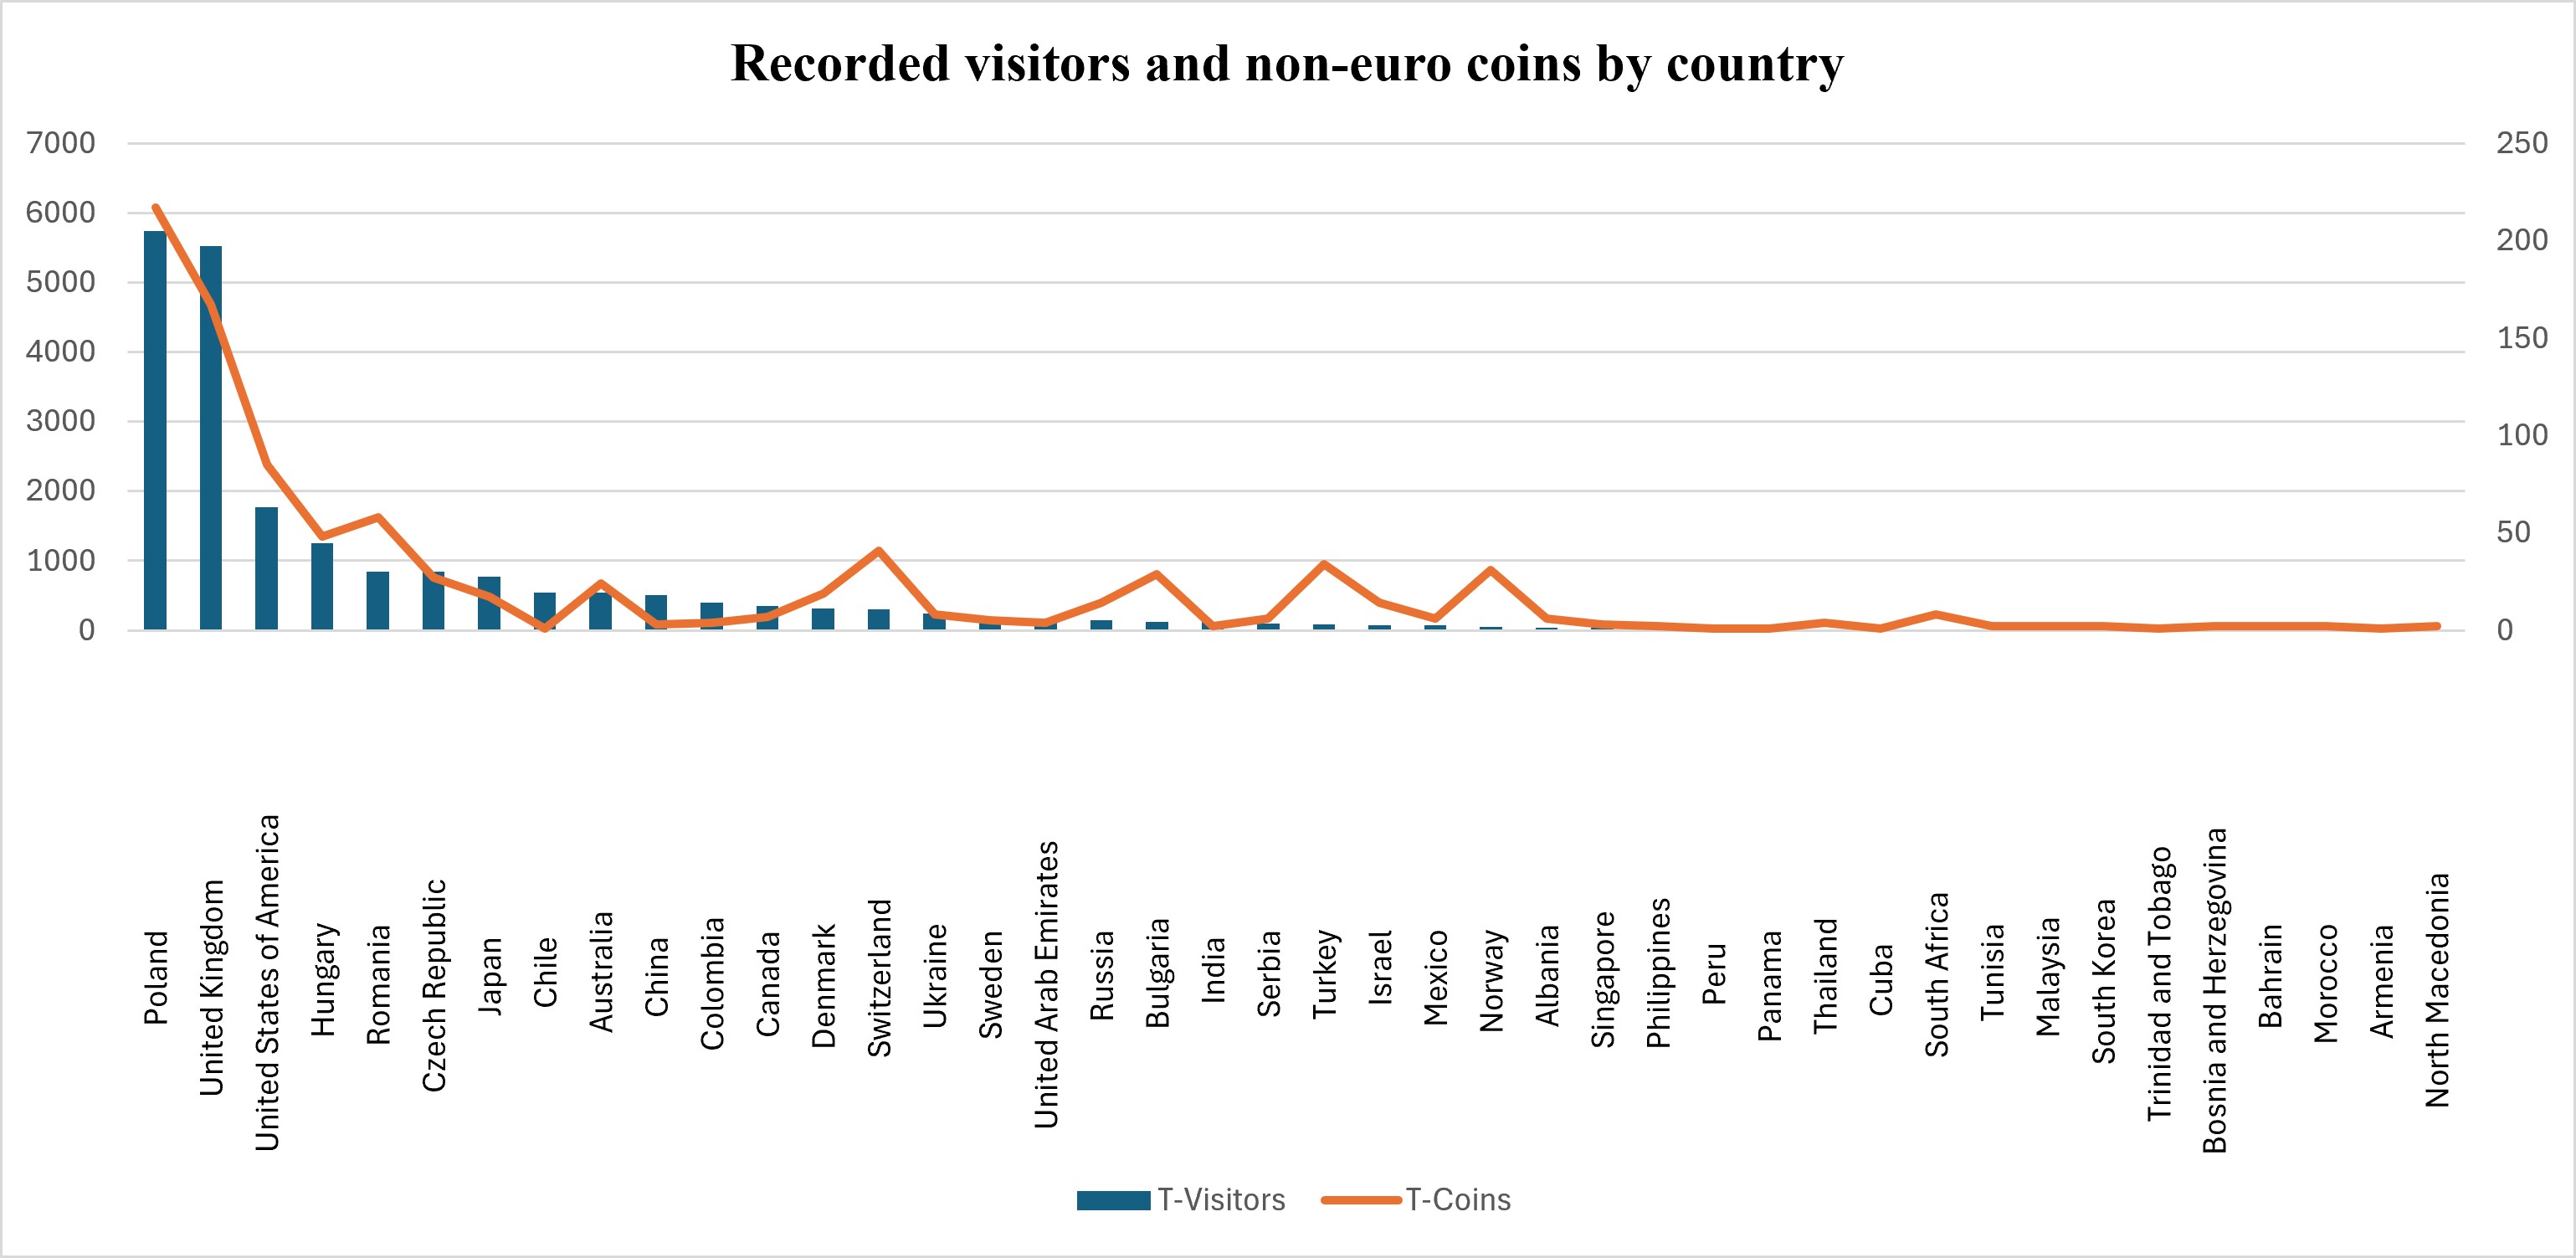 Recorded visitors and non-euro coins by country
7000
6000
5000
4000
3000
2000
1000
0
250
200
150
100
50
0
Poland
United Kingdom
United States of America
Hungary
Romania
Czech Republic
Japan
Chile
Australia
China
Colombia
Canada
Denmark
Switzerland
Ukraine
Sweden
United Arab Emirates
Russia
Bulgaria
India
Serbia
Turkey
Israel
Mexico
Norway
Albania
Singapore
Philippines
Peru
Panama
Thailand
Cuba
South Africa
Tunisia
Malaysia
South Korea
Trinidad and Tobago
Bosnia and Herzegovina
Bahrain
Morocco
Armenia
North Macedonia
T-Visitors
T-Coins